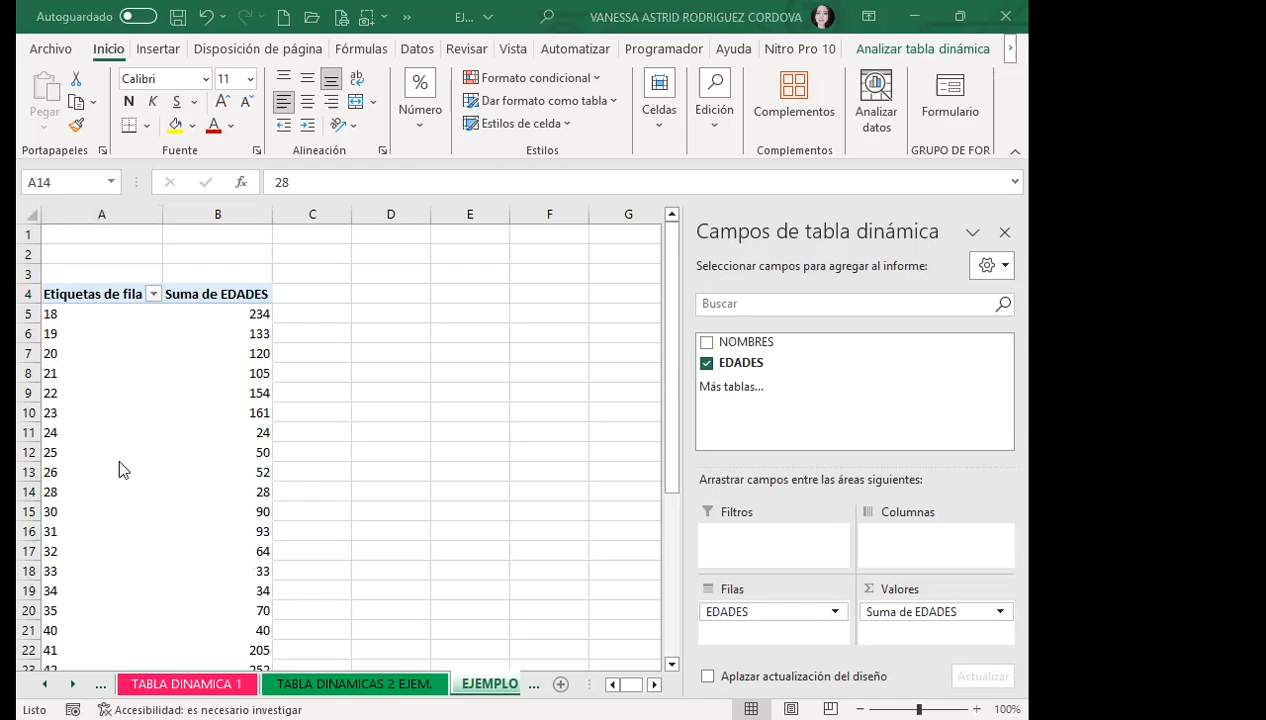 Autoguardado
EJ...
VANESSA ASTRID RODRIGUEZ CORDOVA
Archivo Inicio Insertar Disposición de página Fórmulas Datos Revisar Vista Automatizar Programador Ayuda Nitro Pro 10 Analizar tabla dinámica
Pegar
Portapapeles
Calibri 11
N K S
Fuente
Alineación
%
Número
Formato condicional
Dar formato como tabla
Estilos de celda
Estilos
Celdas
Edición
Complementos
Complementos
Analizar
datos
Formulario
GRUPO DE FOR
A14 fx 28
A B C D E F G
1
2
3
4 Etiquetas de fila Suma de EDADES
5 18 234
6 19 133
7 20 120
8 21 105
9 22 154
10 23 161
11 24 24
12 25 50
13 26 52
14 28 28
15 30 90
16 31 93
17 32 64
18 33 33
19 34 34
20 35 70
21 40 40
22 41 205
23 42 252
Campos de tabla dinámica
Seleccionar campos para agregar al informe:
Buscar
NOMBRES
EDADES
Más tablas...
Arrastrar campos entre las áreas siguientes:
Filtros
Columnas
Filas
Σ Valores
EDADES
Suma de EDADES
Aplazar actualización del diseño
Actualizar
... TABLA DINAMICA 1 TABLA DINAMICAS 2 EJEM. EJEMPLO ...
Listo Accesibilidad: es necesario investigar 100%